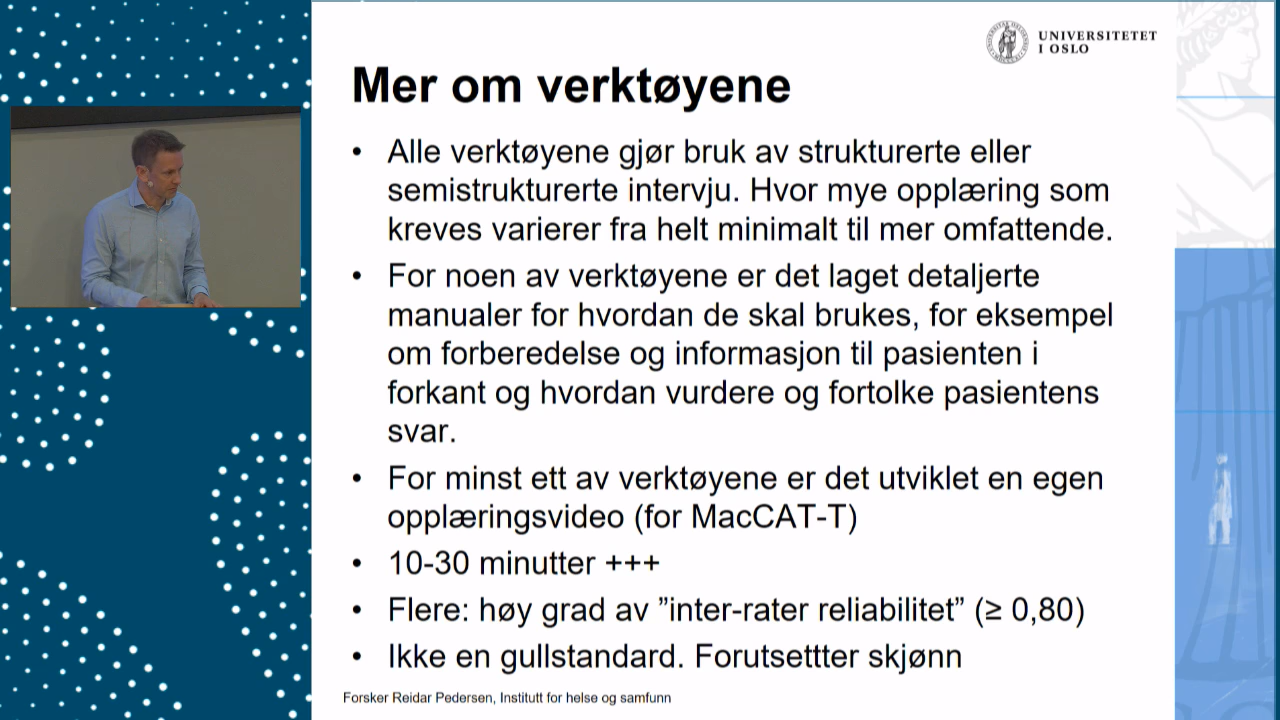 UNIVERSITETET
I OSLO
Mer om verktøyene
• Alle verktøyene gjør bruk av strukturerte eller
semistrukturerte intervju. Hvor mye opplæring som
kreves varierer fra helt minimalt til mer omfattende.
• For noen av verktøyene er det laget detaljerte
manualer for hvordan de skal brukes, for eksempel
om forberedelse og informasjon til pasienten i
forkant og hvordan vurdere og fortolke pasientens
svar.
• For minst ett av verktøyene er det utviklet en egen
opplæringsvideo (for MacCAT-T)
• 10-30 minutter +++
• Flere: høy grad av ”inter-rater reliabilitet” (≥ 0,80)
• Ikke en gullstandard. Forutsettter skjønn
Forsker Reidar Pedersen, Institutt for helse og samfunn